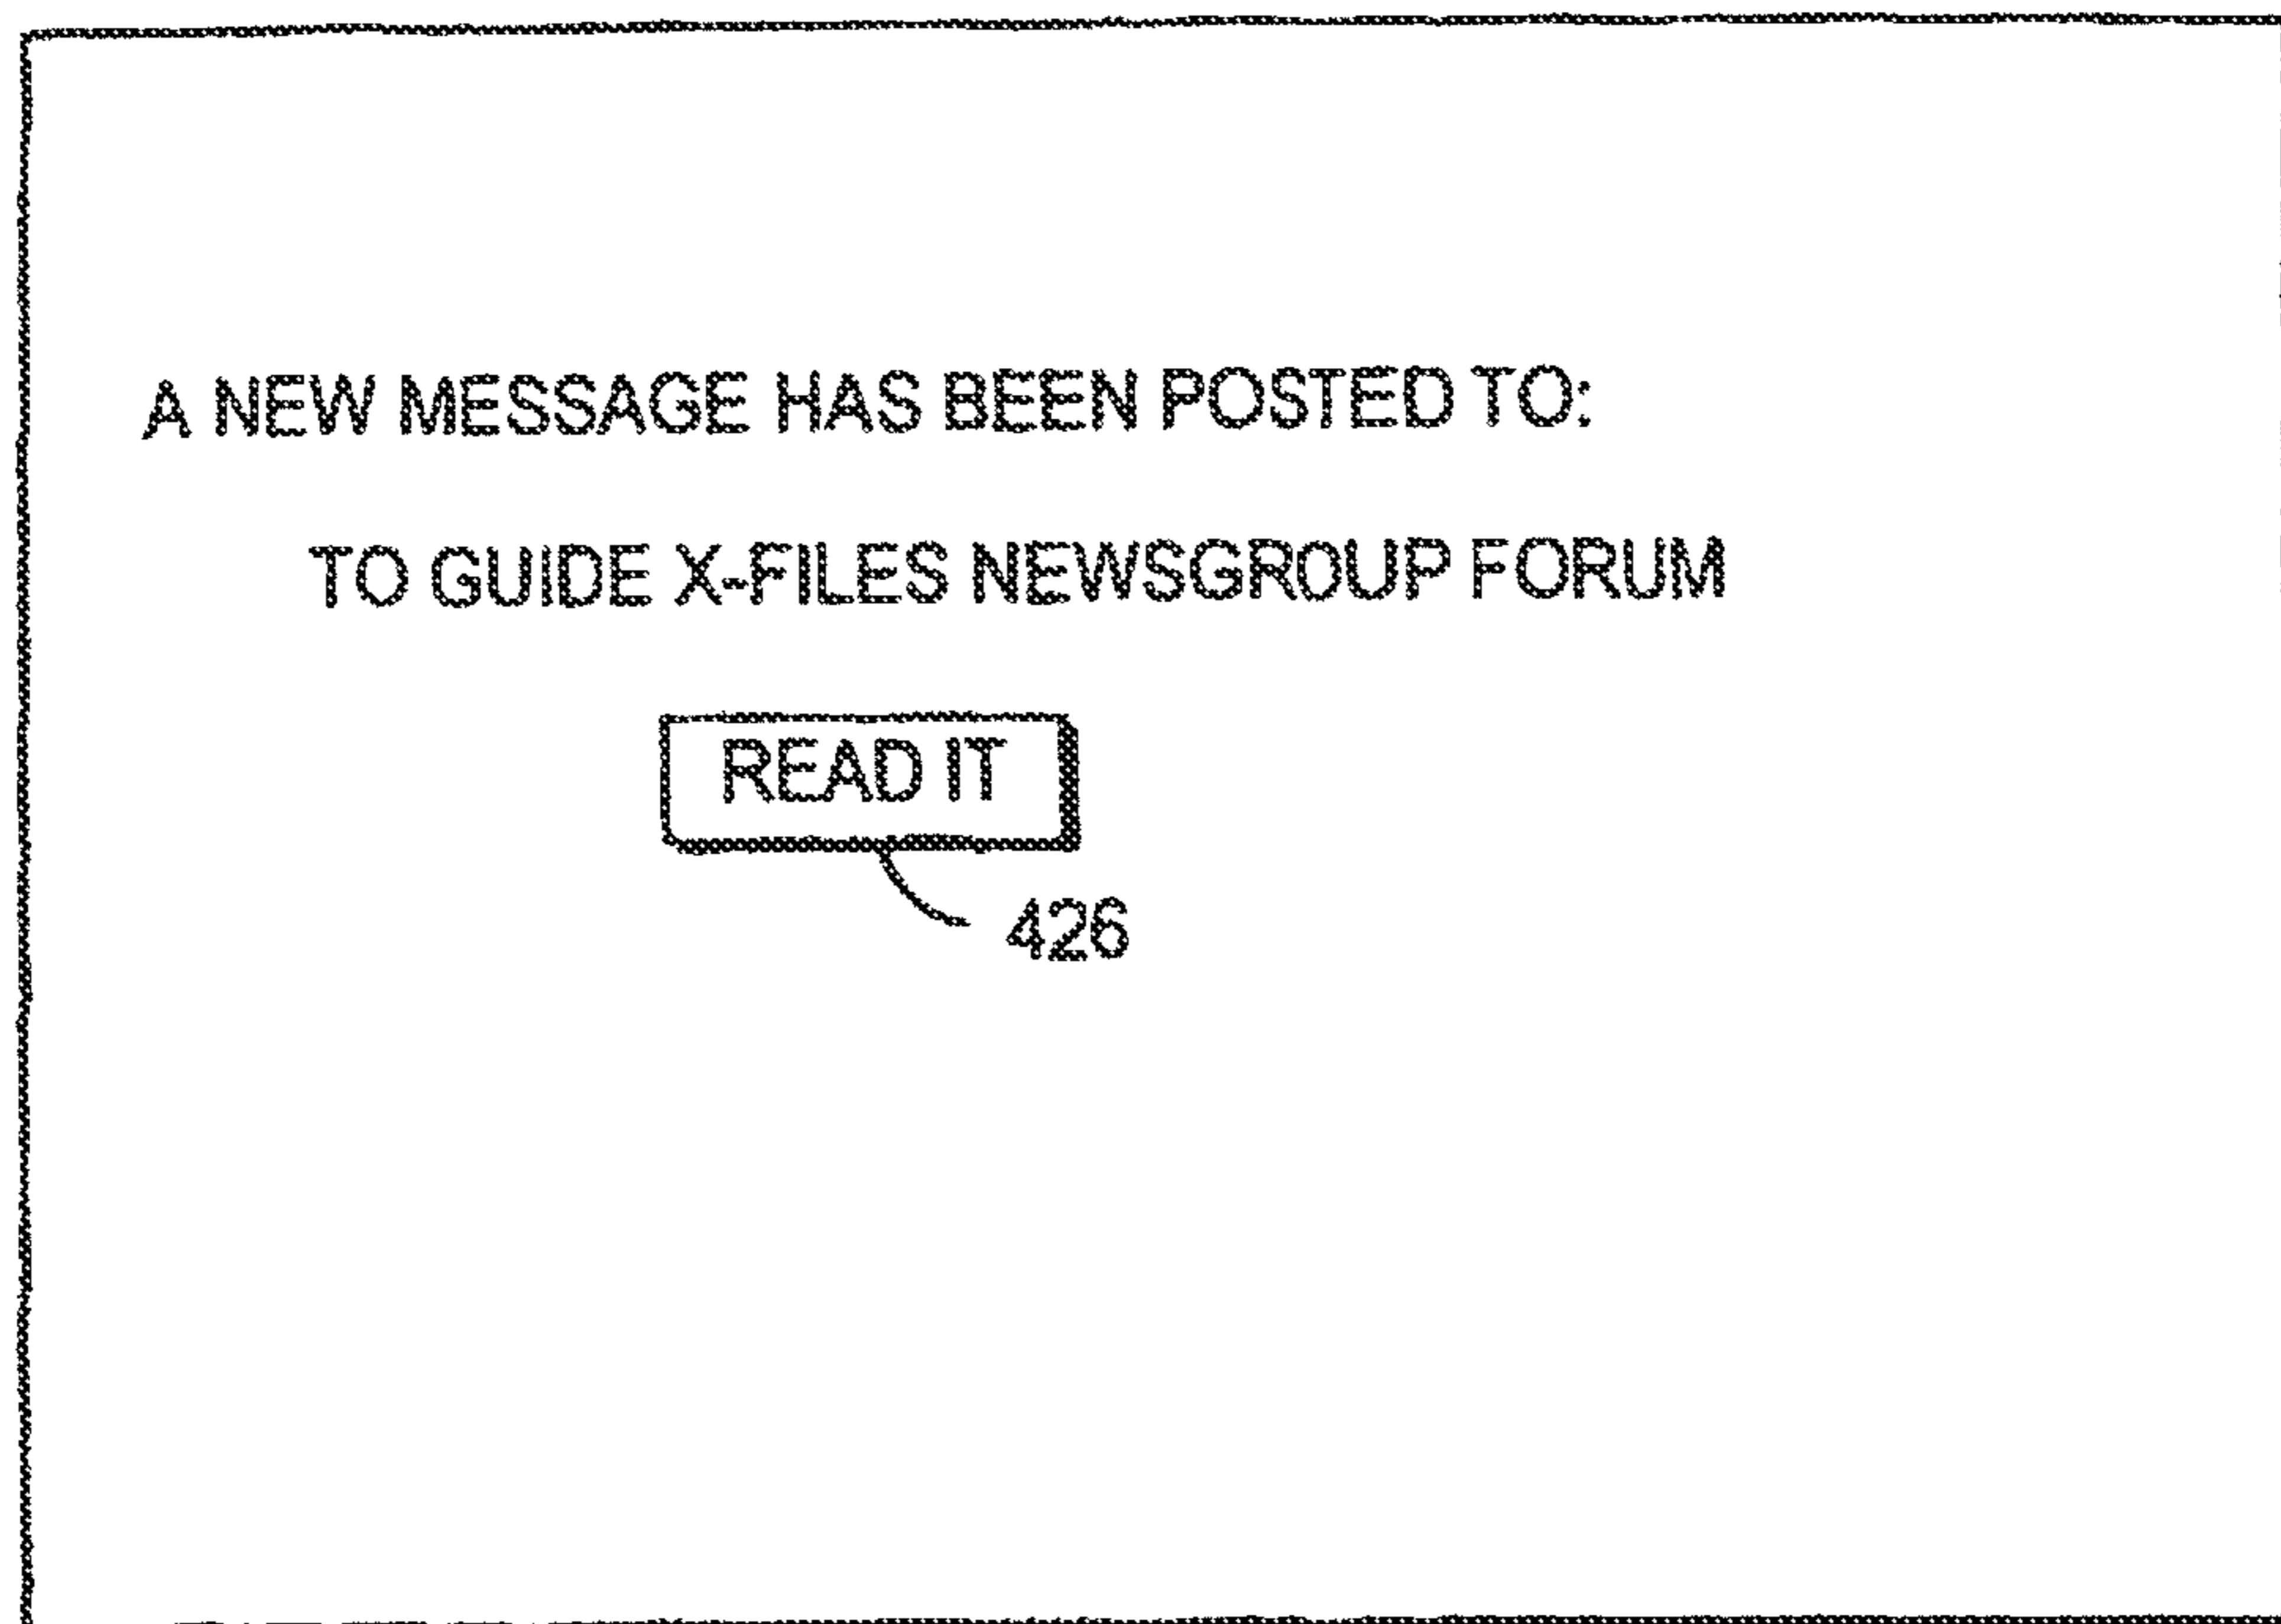 A NEW MESSAGE HAS BEEN POSTED TO:
TO GUIDE X-FILES NEWSGROUP FORUM
READ IT
426